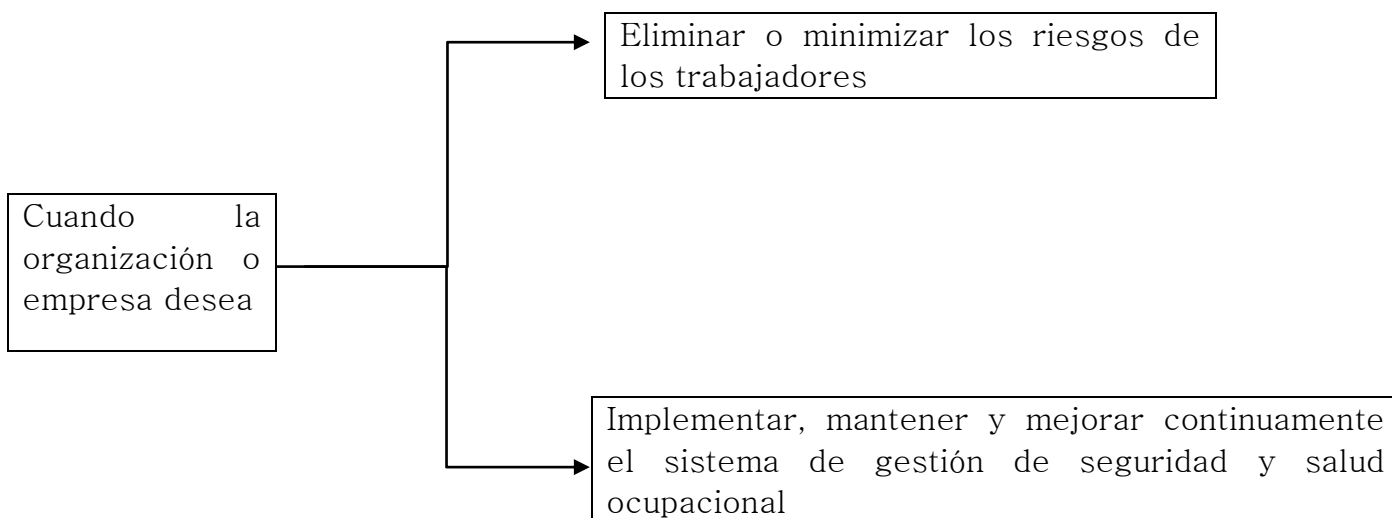 Eliminar o minimizar los riesgos de
los trabajadores
Cuando la
organización o
empresa desea
Implementar, mantener y mejorar continuamente
el sistema de gestión de seguridad y salud
ocupacional